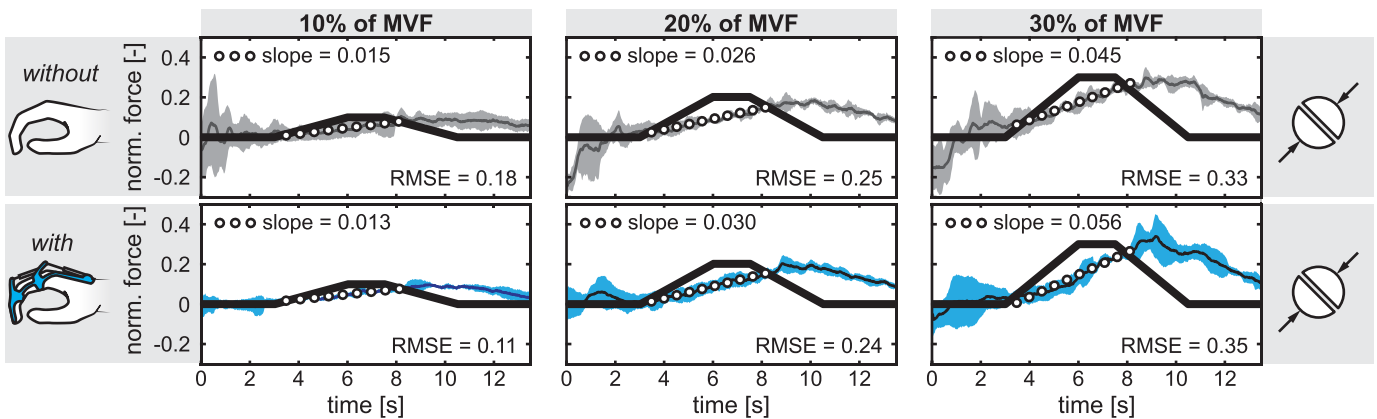 10% of MVF
20% of MVF
30% of MVF
without
norm. force [-]
0.4
0.2
0
-0.2
slope = 0.015
RMSE = 0.18
slope = 0.026
RMSE = 0.25
slope = 0.045
RMSE = 0.33
with
norm. force [-]
0.4
0.2
0
-0.2
slope = 0.013
RMSE = 0.11
slope = 0.030
RMSE = 0.24
slope = 0.056
RMSE = 0.35
0 2 4 6 8 10 12
0 2 4 6 8 10 12
0 2 4 6 8 10 12
time [s]
time [s]
time [s]